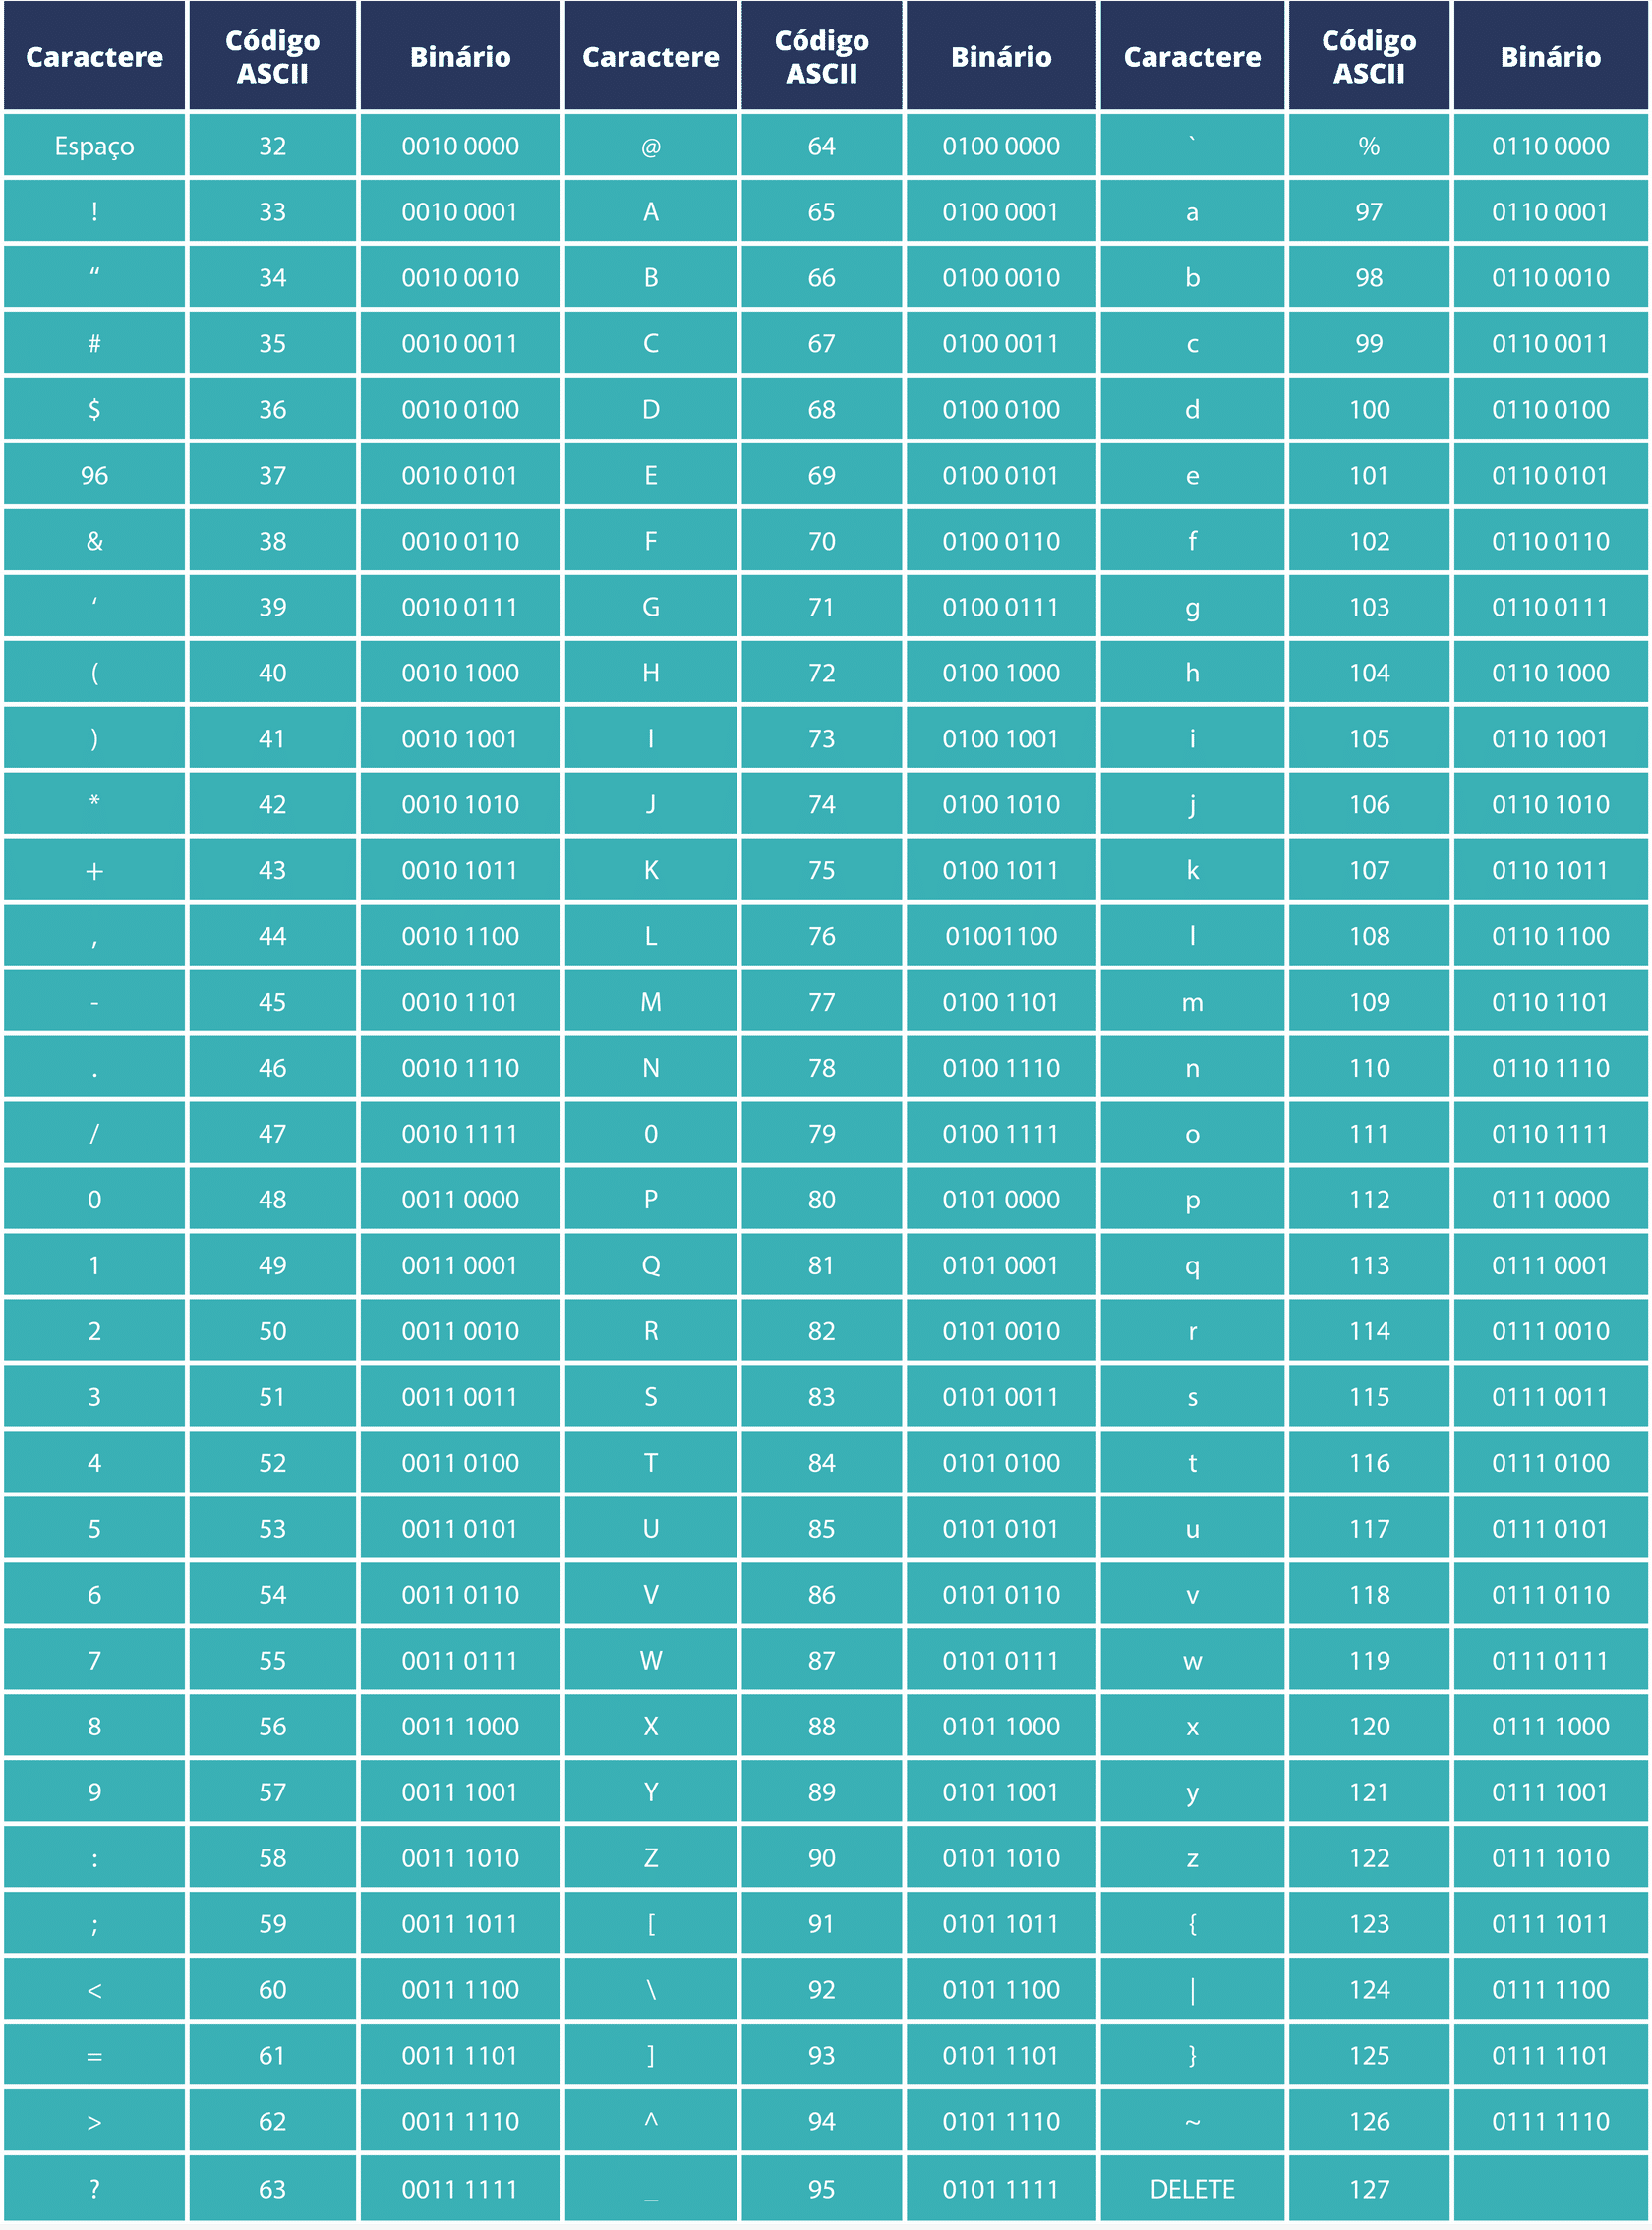 Caractere Código ASCII Binário Caractere Código ASCII Binário Caractere Código ASCII Binário
Espaço 32 0010 0000 @ 64 0100 0000 ` % 0110 0000
! 33 0010 0001 A 65 0100 0001 a 97 0110 0001
“ 34 0010 0010 B 66 0100 0010 b 98 0110 0010
# 35 0010 0011 C 67 0100 0011 c 99 0110 0011
$ 36 0010 0100 D 68 0100 0100 d 100 0110 0100
96 37 0010 0101 E 69 0100 0101 e 101 0110 0101
& 38 0010 0110 F 70 0100 0110 f 102 0110 0110
‘ 39 0010 0111 G 71 0100 0111 g 103 0110 0111
( 40 0010 1000 H 72 0100 1000 h 104 0110 1000
) 41 0010 1001 I 73 0100 1001 i 105 0110 1001
* 42 0010 1010 J 74 0100 1010 j 106 0110 1010
+ 43 0010 1011 K 75 0100 1011 k 107 0110 1011
, 44 0010 1100 L 76 01001100 l 108 0110 1100
- 45 0010 1101 M 77 0100 1101 m 109 0110 1101
. 46 0010 1110 N 78 0100 1110 n 110 0110 1110
/ 47 0010 1111 0 79 0100 1111 o 111 0110 1111
0 48 0011 0000 P 80 0101 0000 p 112 0111 0000
1 49 0011 0001 Q 81 0101 0001 q 113 0111 0001
2 50 0011 0010 R 82 0101 0010 r 114 0111 0010
3 51 0011 0011 S 83 0101 0011 s 115 0111 0011
4 52 0011 0100 T 84 0101 0100 t 116 0111 0100
5 53 0011 0101 U 85 0101 0101 u 117 0111 0101
6 54 0011 0110 V 86 0101 0110 v 118 0111 0110
7 55 0011 0111 W 87 0101 0111 w 119 0111 0111
8 56 0011 1000 X 88 0101 1000 x 120 0111 1000
9 57 0011 1001 Y 89 0101 1001 y 121 0111 1001
: 58 0011 1010 Z 90 0101 1010 z 122 0111 1010
; 59 0011 1011 [ 91 0101 1011 { 123 0111 1011
< 60 0011 1100 \ 92 0101 1100 | 124 0111 1100
= 61 0011 1101 ] 93 0101 1101 } 125 0111 1101
> 62 0011 1110 ^ 94 0101 1110 ~ 126 0111 1110
? 63 0011 1111 _ 95 0101 1111 DELETE 127